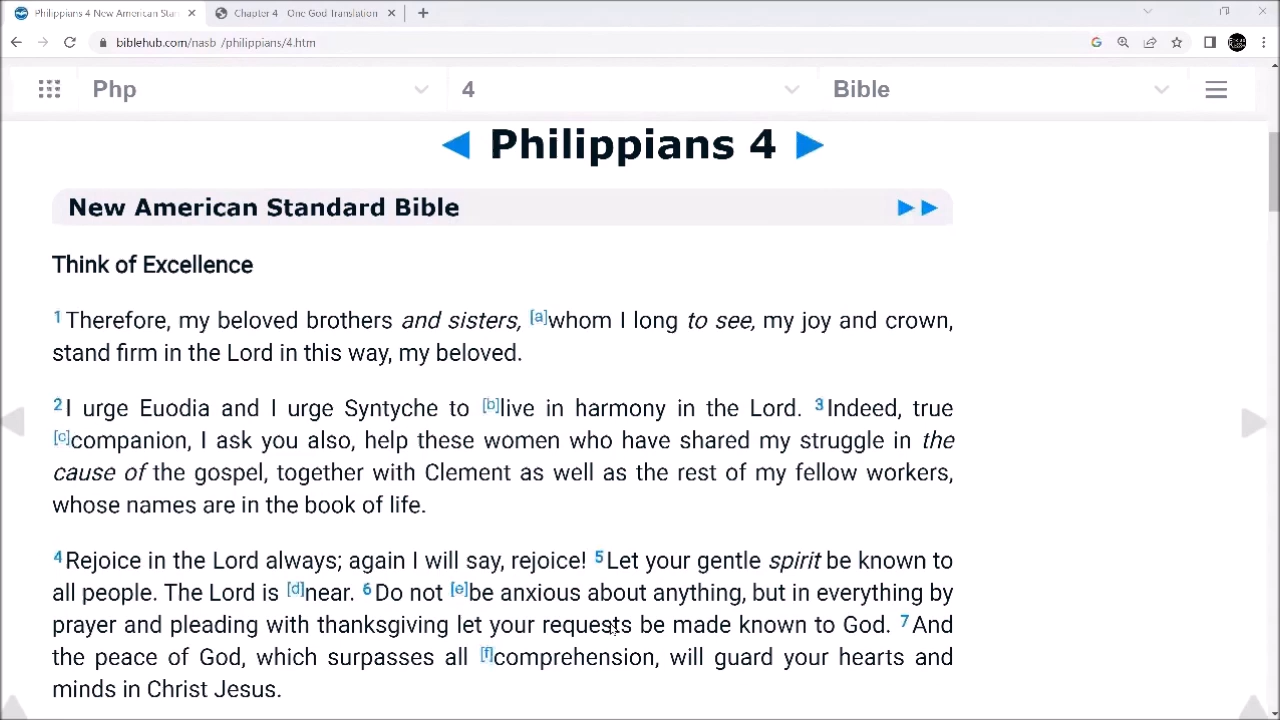 Philippians 4 New American Stan
Chapter 4 - One God Translation
biblehub.com/nasb_/philippians/4.htm
Php 4 Bible
Philippians 4
New American Standard Bible
Think of Excellence
1 Therefore, my beloved brothers and sisters, [a]whom I long to see, my joy and crown,
stand firm in the Lord in this way, my beloved.
2 I urge Euodia and I urge Syntyche to [b]live in harmony in the Lord. 3 Indeed, true
[c]companion, I ask you also, help these women who have shared my struggle in the
cause of the gospel, together with Clement as well as the rest of my fellow workers,
whose names are in the book of life.
4 Rejoice in the Lord always; again I will say, rejoice! 5 Let your gentle spirit be known to
all people. The Lord is [d]near. 6 Do not [e]be anxious about anything, but in everything by
prayer and pleading with thanksgiving let your requests be made known to God. 7 And
the peace of God, which surpasses all [f]comprehension, will guard your hearts and
minds in Christ Jesus.